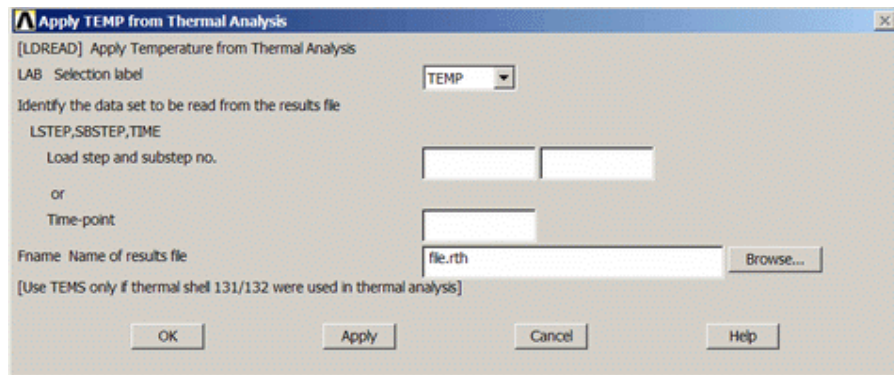 Apply TEMP from Thermal Analysis
[LDREAD] Apply Temperature from Thermal Analysis
LAB Selection label TEMP
Identify the data set to be read from the results file
LSTEP,SBSTEP,TIME
Load step and substep no.
or
Time-point
Fname Name of results file file.rth Browse...
[Use TEMS only if thermal shell 131/132 were used in thermal analysis]
OK Apply Cancel Help